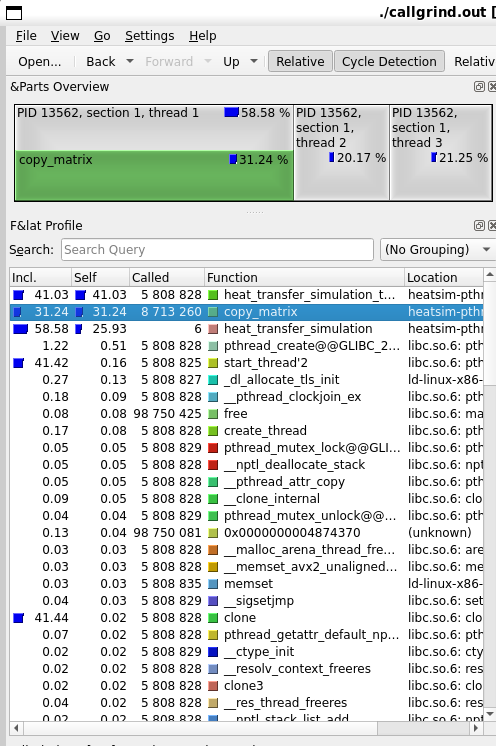 ./callgrind.out [
File View Go Settings Help
Open... Back Forward Up Relative Cycle Detection Relativ
&Parts Overview
PID 13562, section 1, thread 1 58.58 %
copy_matrix 31.24 %
PID 13562,
section 1,
thread 2
20.17 %
PID 13562,
section 1,
thread 3
21.25 %
F&lat Profile
Search: Search Query (No Grouping)
Incl. Self Called Function Location
41.03 41.03 5 808 828 heat_transfer_simulation_t... heatsim-pthr
31.24 31.24 8 713 260 copy_matrix heatsim-pthr
58.58 25.93 6 heat_transfer_simulation heatsim-pthr
1.22 0.51 5 808 828 pthread_create@@GLIBC_2... libc.so.6: pth
41.42 0.16 5 808 825 start_thread'2 libc.so.6: pth
0.27 0.13 5 808 827 _dl_allocate_tls_init ld-linux-x86-
0.18 0.09 5 808 828 __pthread_clockjoin_ex libc.so.6: pth
0.08 0.08 98 750 425 free libc.so.6: ma
0.17 0.08 5 808 828 create_thread libc.so.6: pth
0.05 0.05 5 808 829 pthread_mutex_lock@@GLI... libc.so.6: pth
0.05 0.05 5 808 828 __nptl_deallocate_stack libc.so.6: npt
0.05 0.05 5 808 828 __pthread_attr_copy libc.so.6: pth
0.09 0.05 5 808 828 __clone_internal libc.so.6: clo
0.04 0.04 5 808 829 pthread_mutex_unlock@@... libc.so.6: pth
0.13 0.04 98 750 081 0x0000000004874370 (unknown)
0.03 0.03 5 808 828 __malloc_arena_thread_fre... libc.so.6: are
0.03 0.03 5 808 828 __memset_avx2_unaligned... libc.so.6: me
0.03 0.03 5 808 835 memset ld-linux-x86-
0.04 0.03 5 808 829 __sigsetjmp libc.so.6: set
41.44 0.02 5 808 828 clone libc.so.6: clo
0.07 0.02 5 808 828 pthread_getattr_default_np... libc.so.6: pth
0.02 0.02 5 808 829 __ctype_init libc.so.6: cty
0.02 0.02 5 808 828 __resolv_context_freeres libc.so.6: res
0.02 0.02 5 808 828 clone3 libc.so.6: clo
0.04 0.02 5 808 828 __res_thread_freeres libc.so.6: res
0.02 0.02 5 808 828 __nptl_stack_list_add libc.so.6: npt